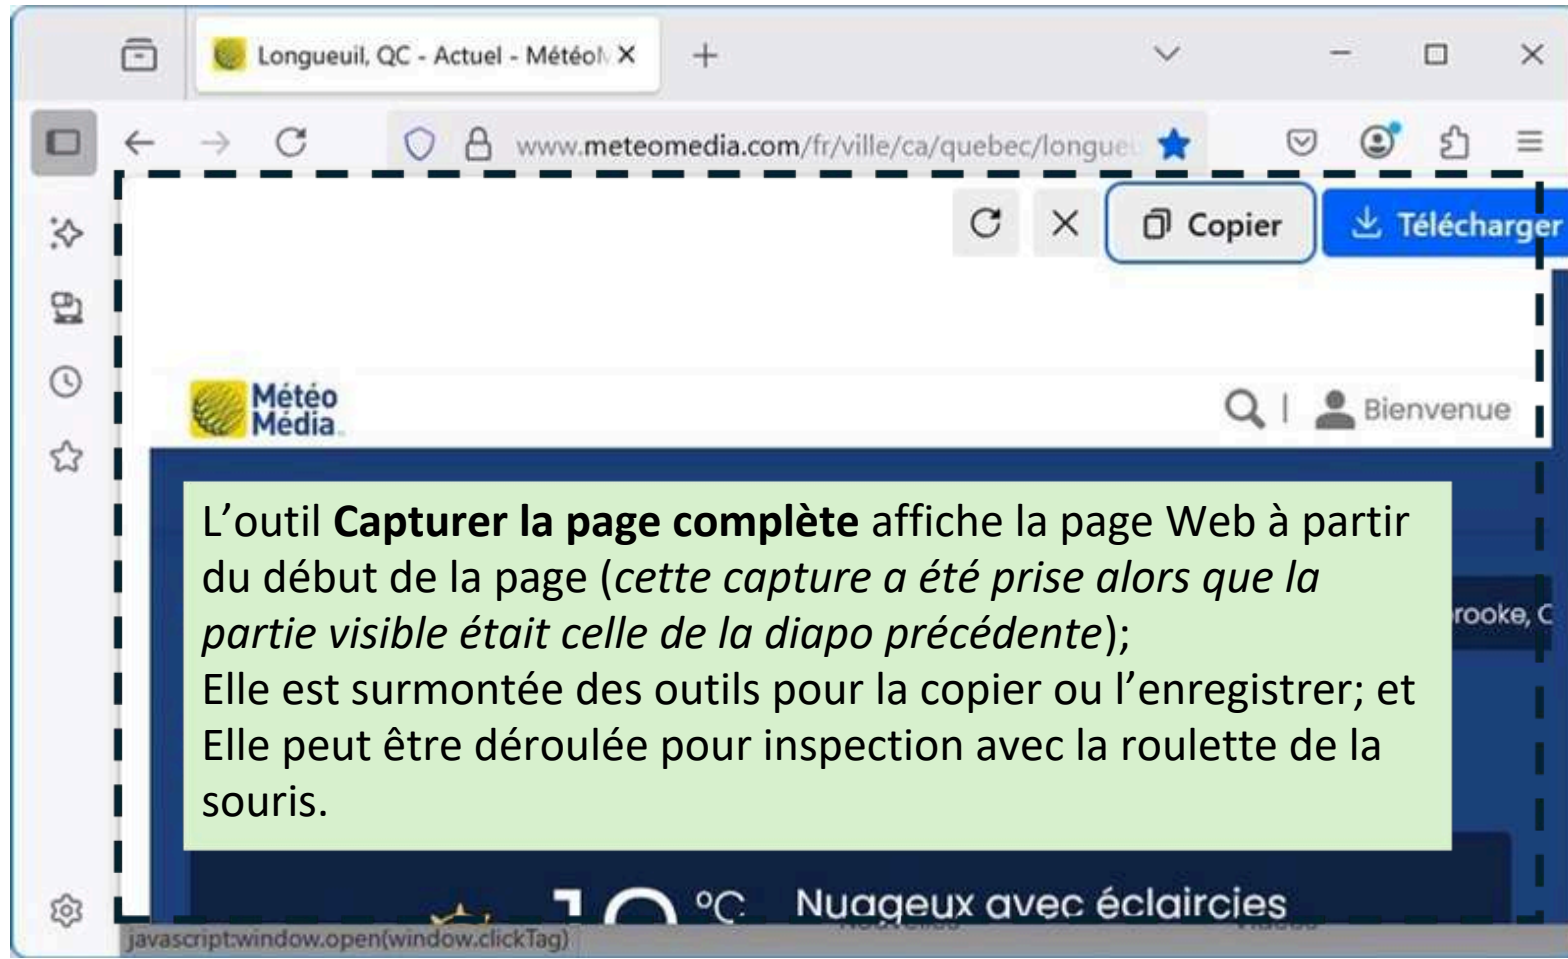 Longueuil, QC - Actuel - Météo
www.meteomedia.com/fr/ville/ca/quebec/longueu
Copier
Télécharger
Météo
Média
Bienvenue
L’outil Capturer la page complète affiche la page Web à partir
du début de la page (cette capture a été prise alors que la
partie visible était celle de la diapo précédente);
Elle est surmontée des outils pour la copier ou l’enregistrer; et
Elle peut être déroulée pour inspection avec la roulette de la
souris.
rooke, C
°C
Nuageux avec éclaircies
javascript:window.open(window.clickTag)